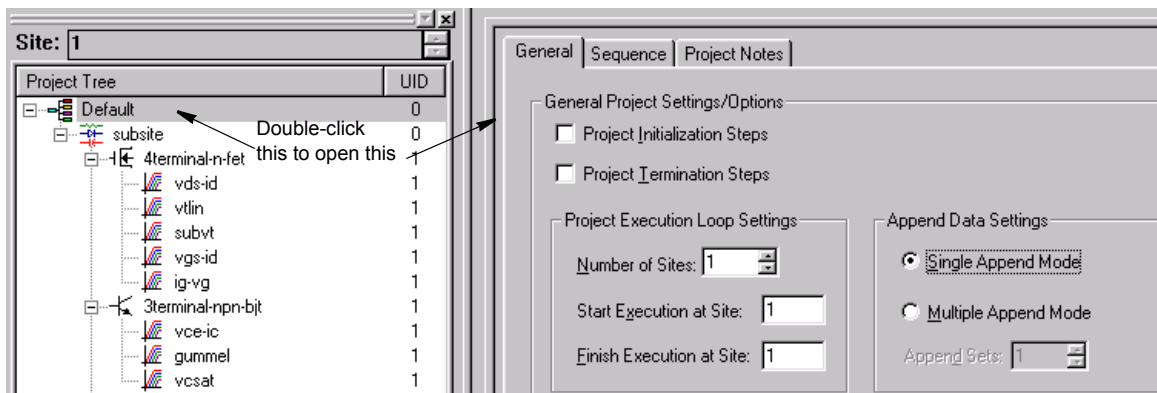 Site: 1
Project Tree UID
Default 0
subsite 0
Double-click
this to open this
4terminal-n-fet 1
vds-id 1
vtlin 1
subvt 1
vgs-id 1
ig-vg 1
3terminal-npn-bjt 1
vce-ic 1
gummel 1
vcsat 1
General Sequence Project Notes
General Project Settings/Options
Project Initialization Steps
Project Termination Steps
Project Execution Loop Settings
Number of Sites: 1
Start Execution at Site: 1
Finish Execution at Site: 1
Append Data Settings
Single Append Mode
Multiple Append Mode
Append Sets: 1